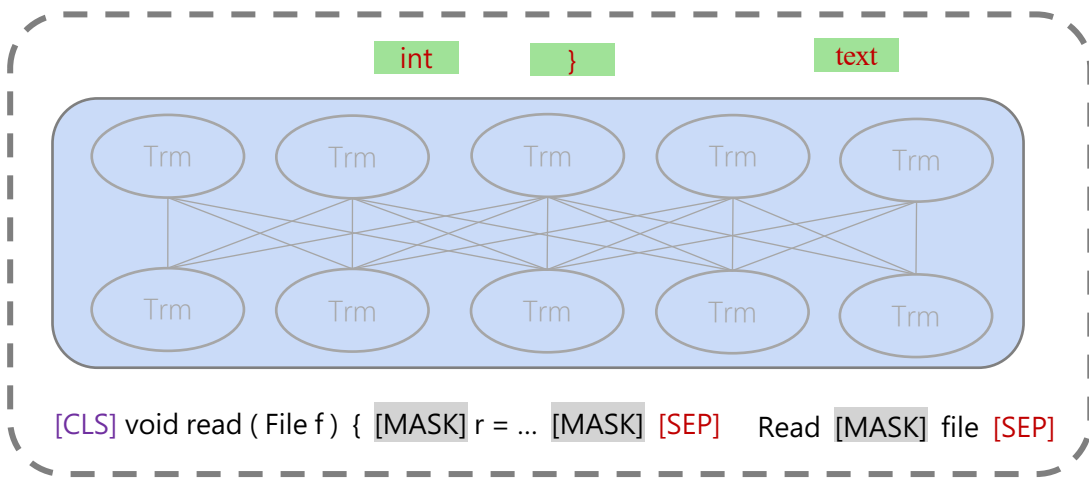 int } text
Trm Trm Trm Trm Trm
Trm Trm Trm Trm Trm
[CLS] void read ( File f ) { [MASK] r = ... [MASK] [SEP] Read [MASK] file [SEP]